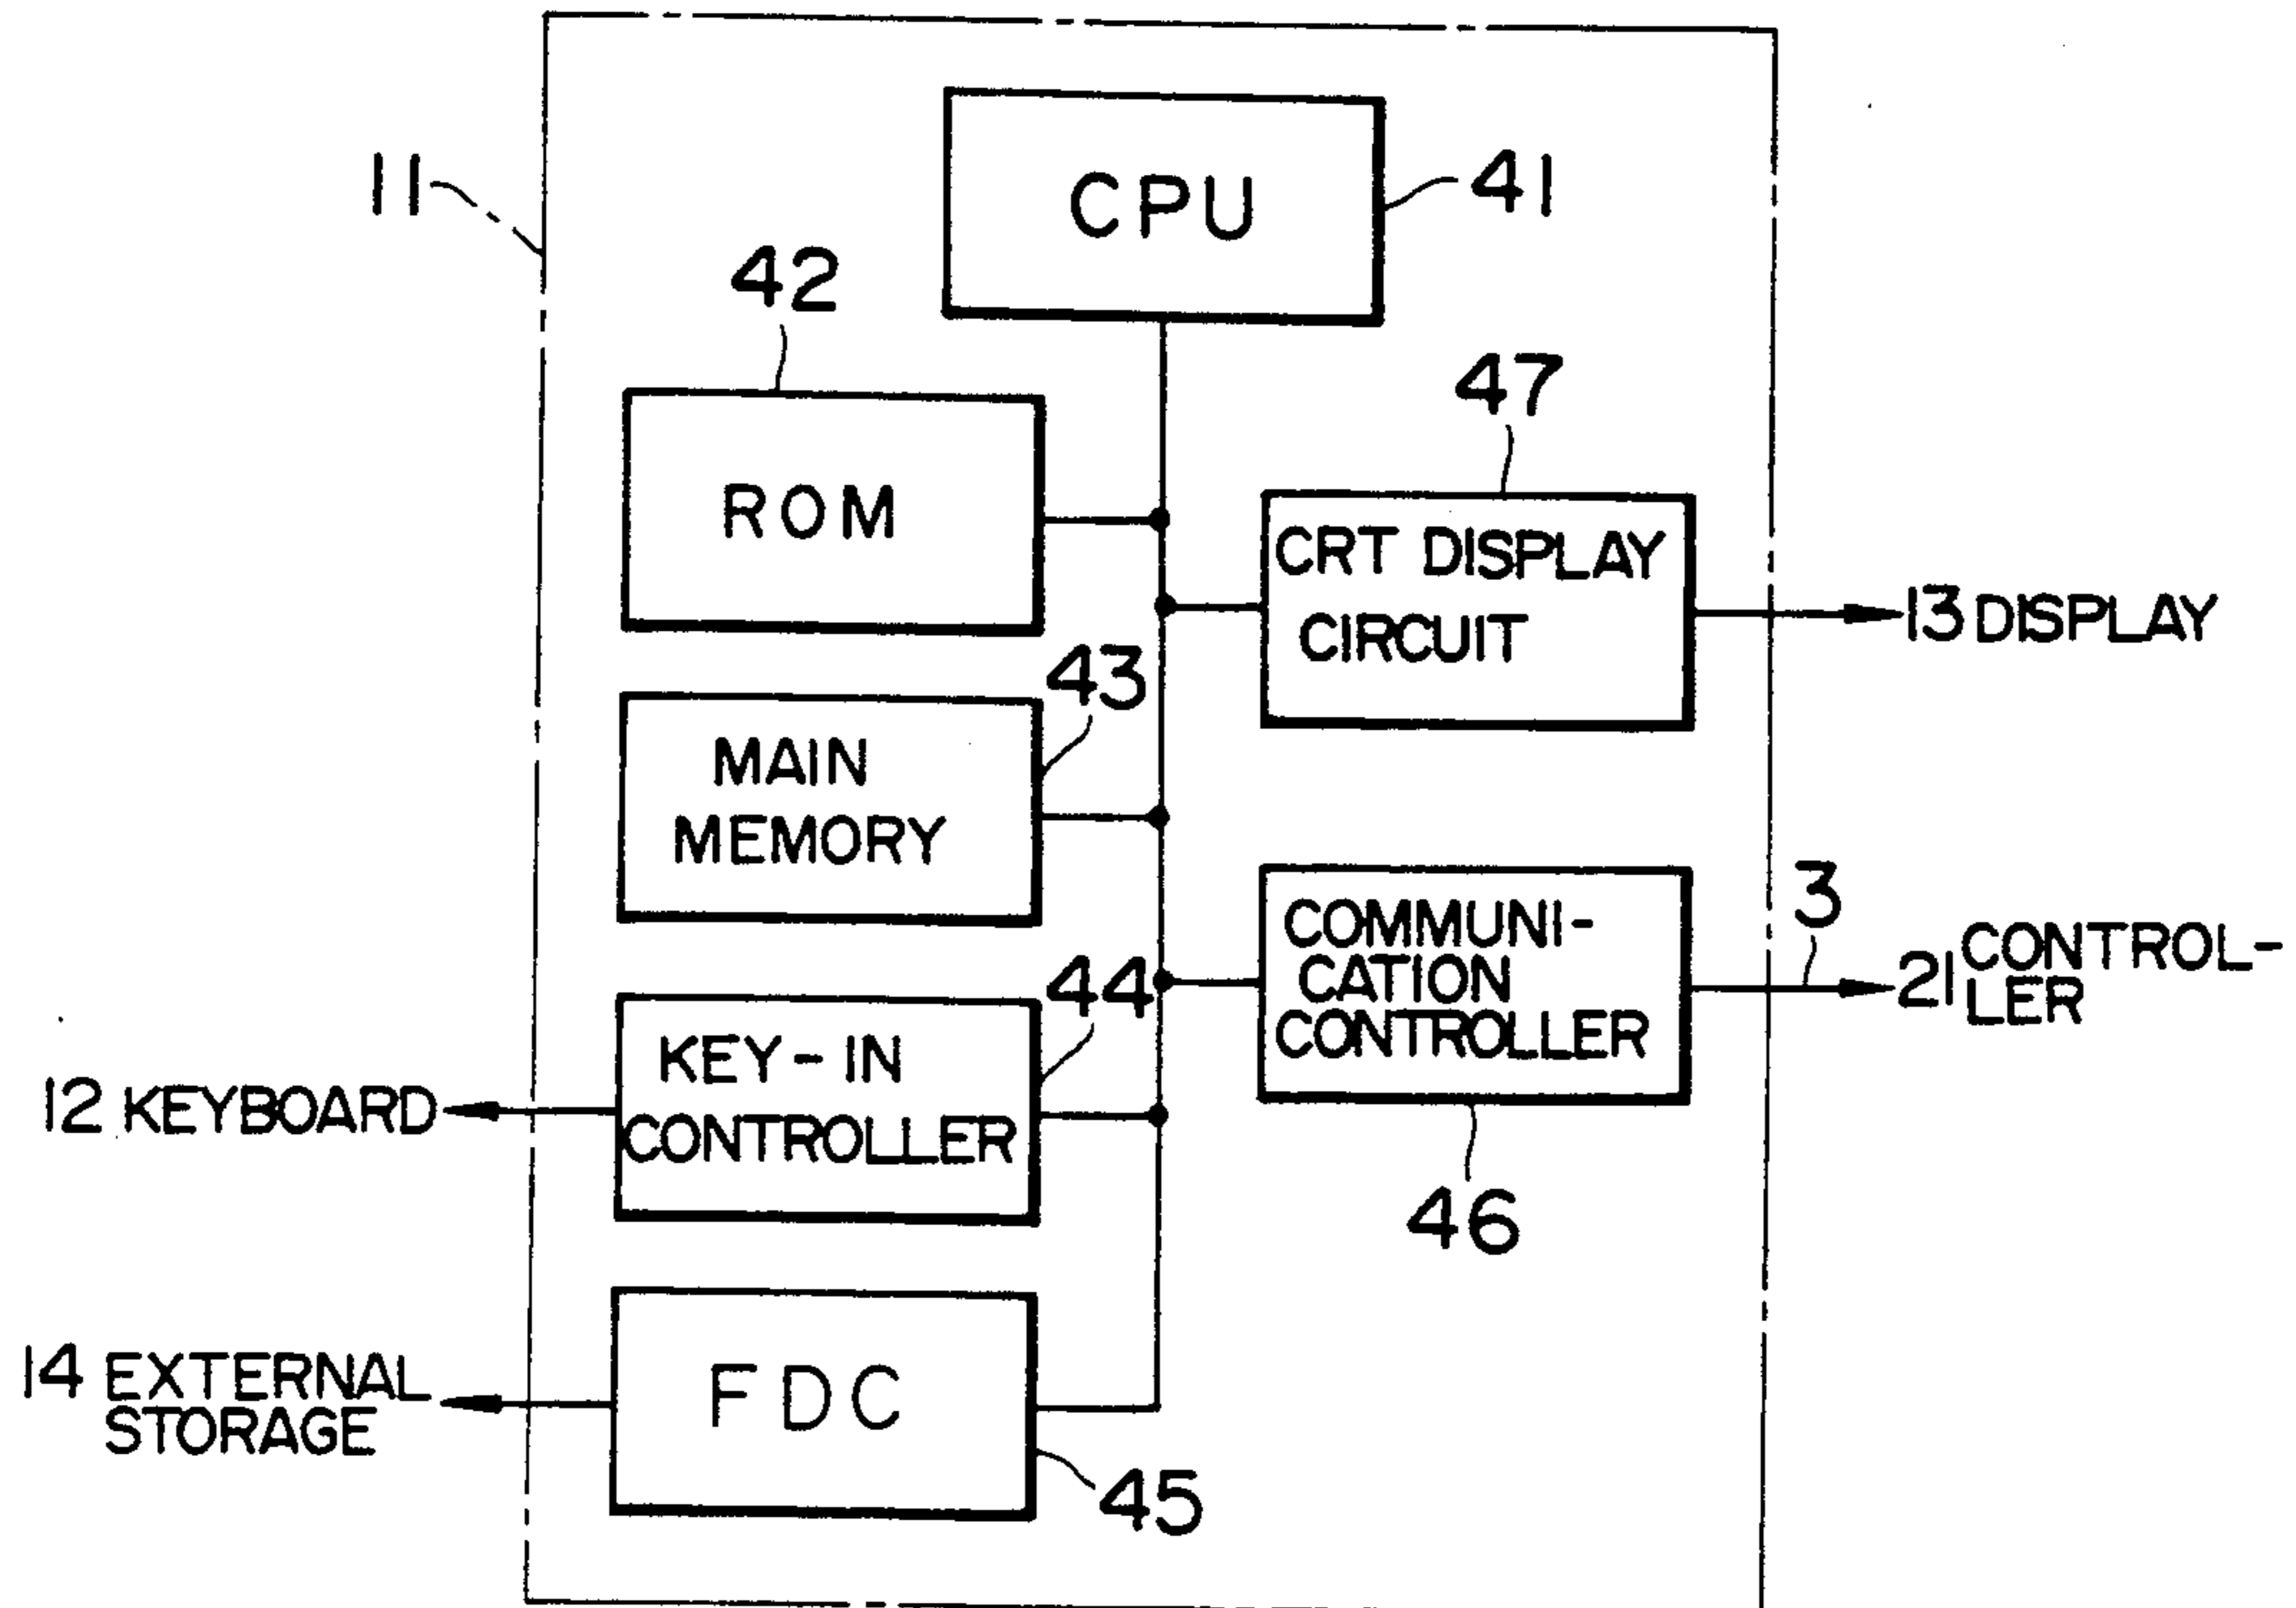 11
CPU
41
42
ROM
47
CRT DISPLAY
CIRCUIT
13 DISPLAY
43
MAIN
MEMORY
3
COMMUNI-
CATION
CONTROLLER
21 CONTROL-
LER
46
44
KEY-IN
CONTROLLER
12 KEYBOARD
FDC
14 EXTERNAL
STORAGE
45